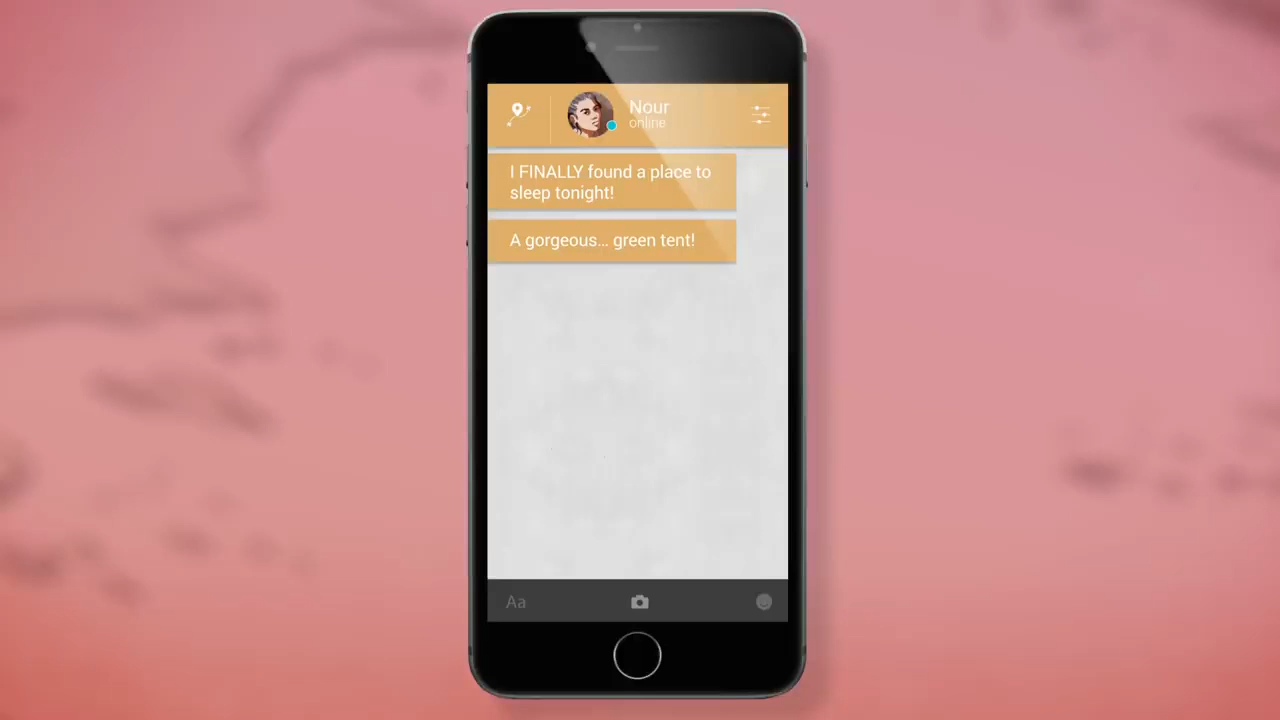 Nour
online
I FINALLY found a place to
sleep tonight!
A gorgeous... green tent!
Aa